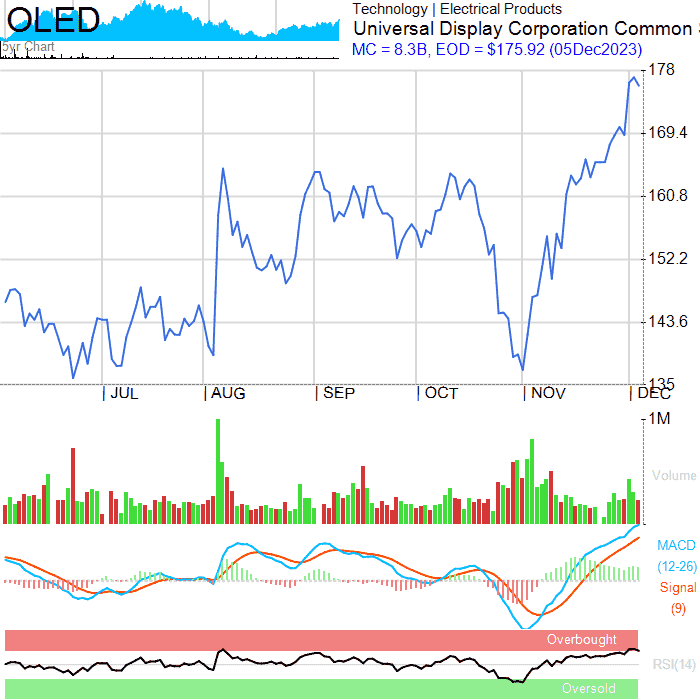 OLED
5yr Chart
Technology | Electrical Products
Universal Display Corporation Common
MC = 8.3B, EOD = $175.92 (05Dec2023)
178
169.4
160.8
152.2
143.6
135
| JUL | AUG | SEP | OCT | NOV | DEC
1M
Volume
MACD
(12-26)
Signal
(9)
Overbought
RSI(14)
Oversold